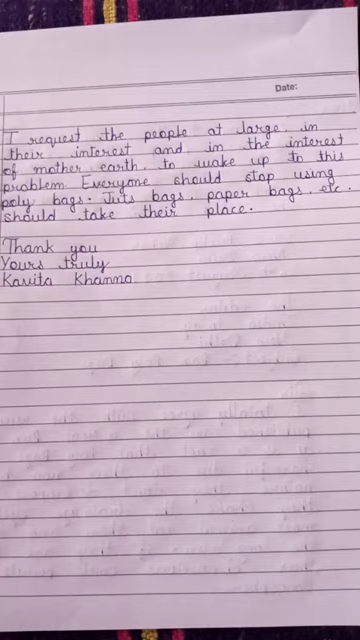 Date:
I request the people at large in
their interest and in the interest
of mother earth, to wake up to this
problem Everyone should stop using
poly bags. Juts bags, paper bags, etc.
should take their place.
Thank you
Yours truly
Kavita Khanna